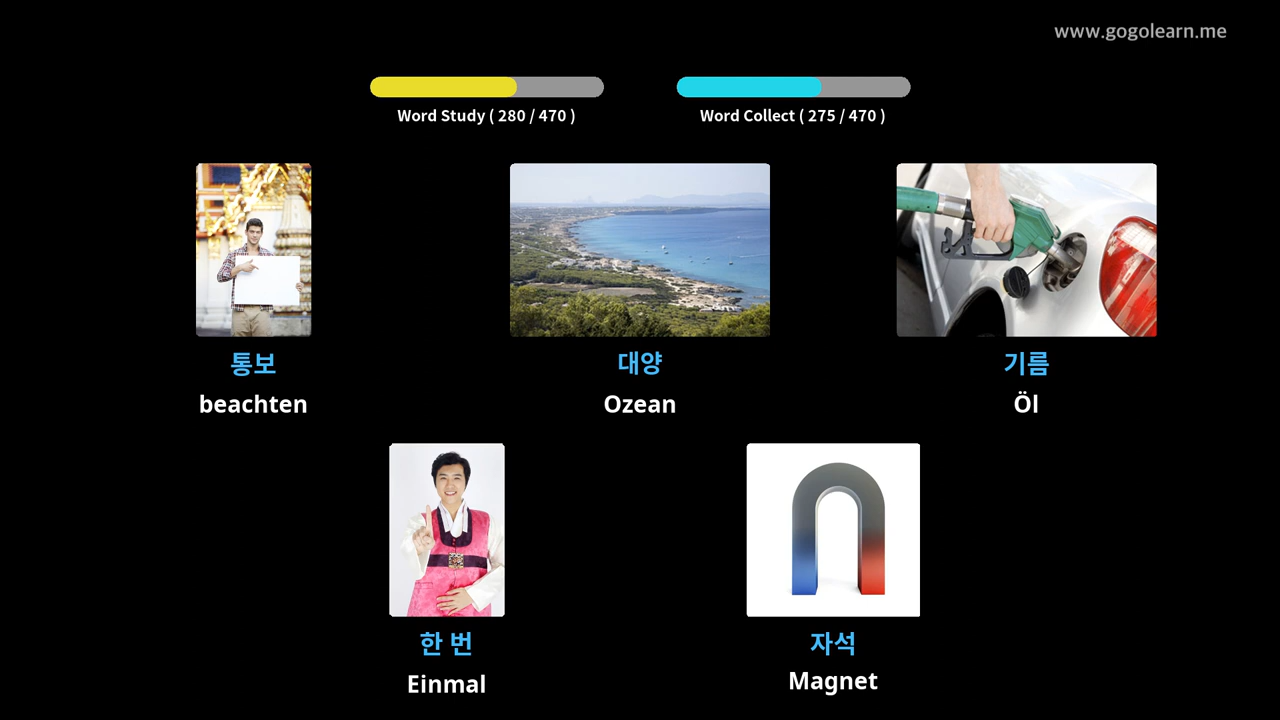 www.gogolearn.me
Word Study ( 280 / 470 )
Word Collect ( 275 / 470 )
통보
beachten
대양
Ozean
기름
Öl
한 번
Einmal
자석
Magnet